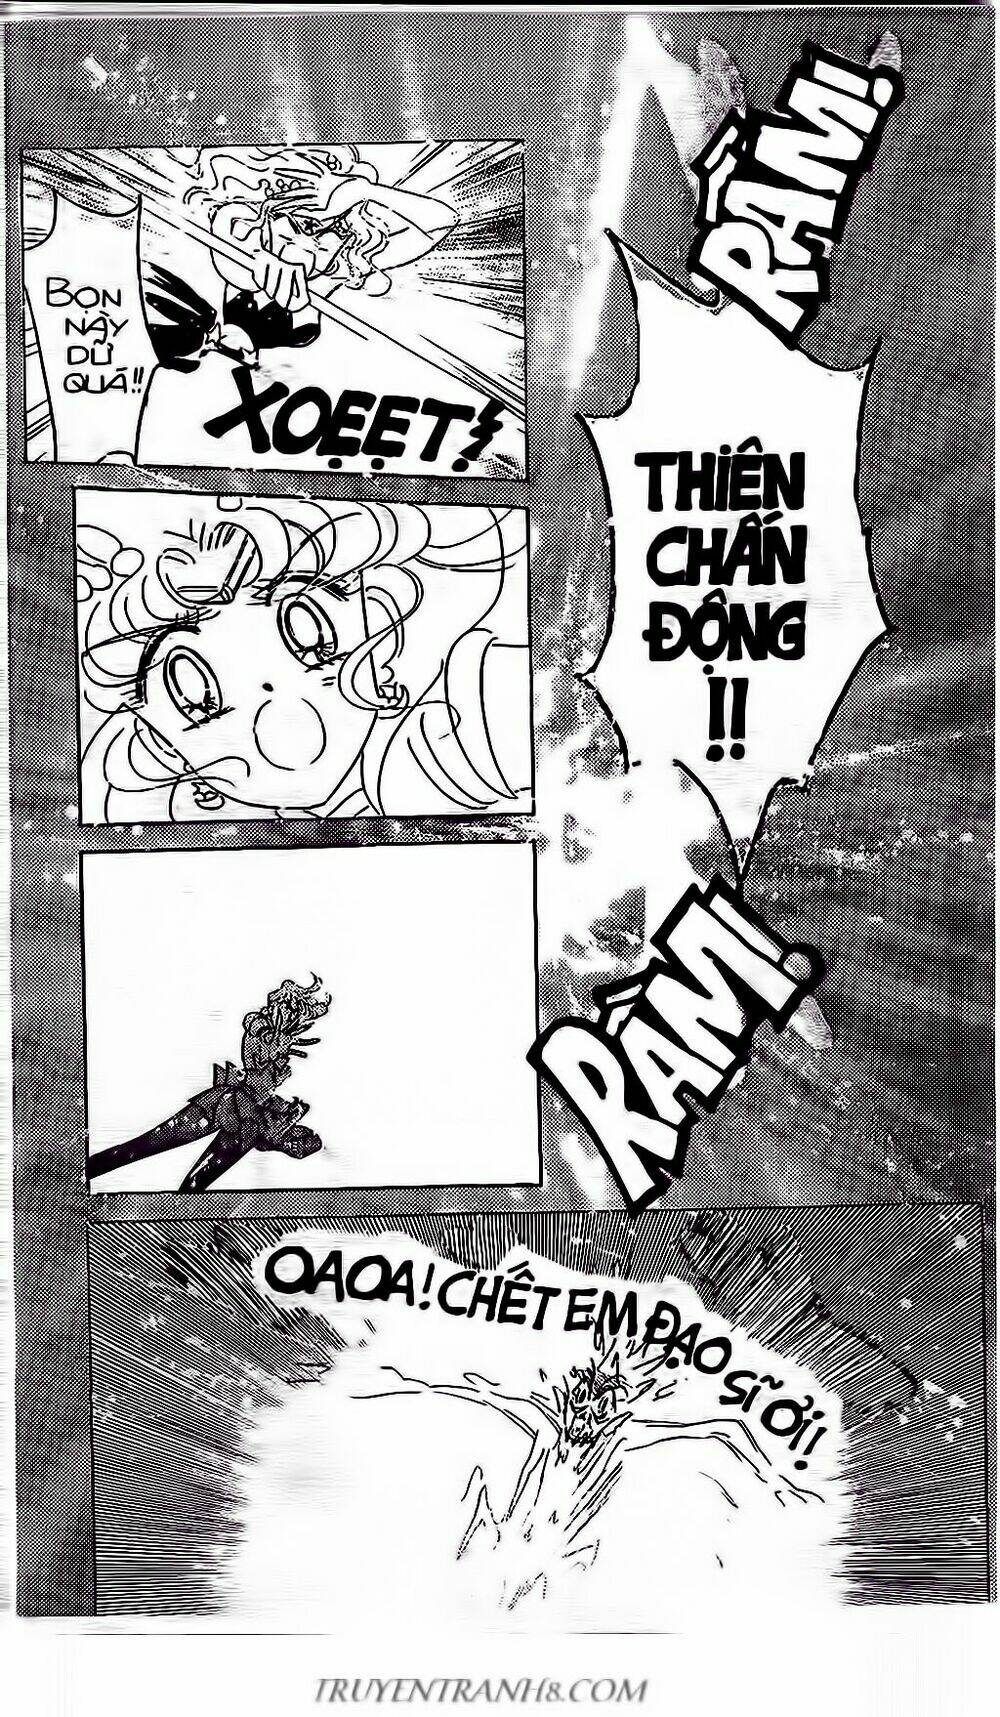 RẦM!
THIÊN
CHẤN
ĐỘNG
!!
RẦM!
BỌN
NÀY
DỮ
QUÁ!!
XOẸẸT!
OAOA! CHẾT EM ĐẠO SĨ ƠI!!
TRUYENTRANH8.COM